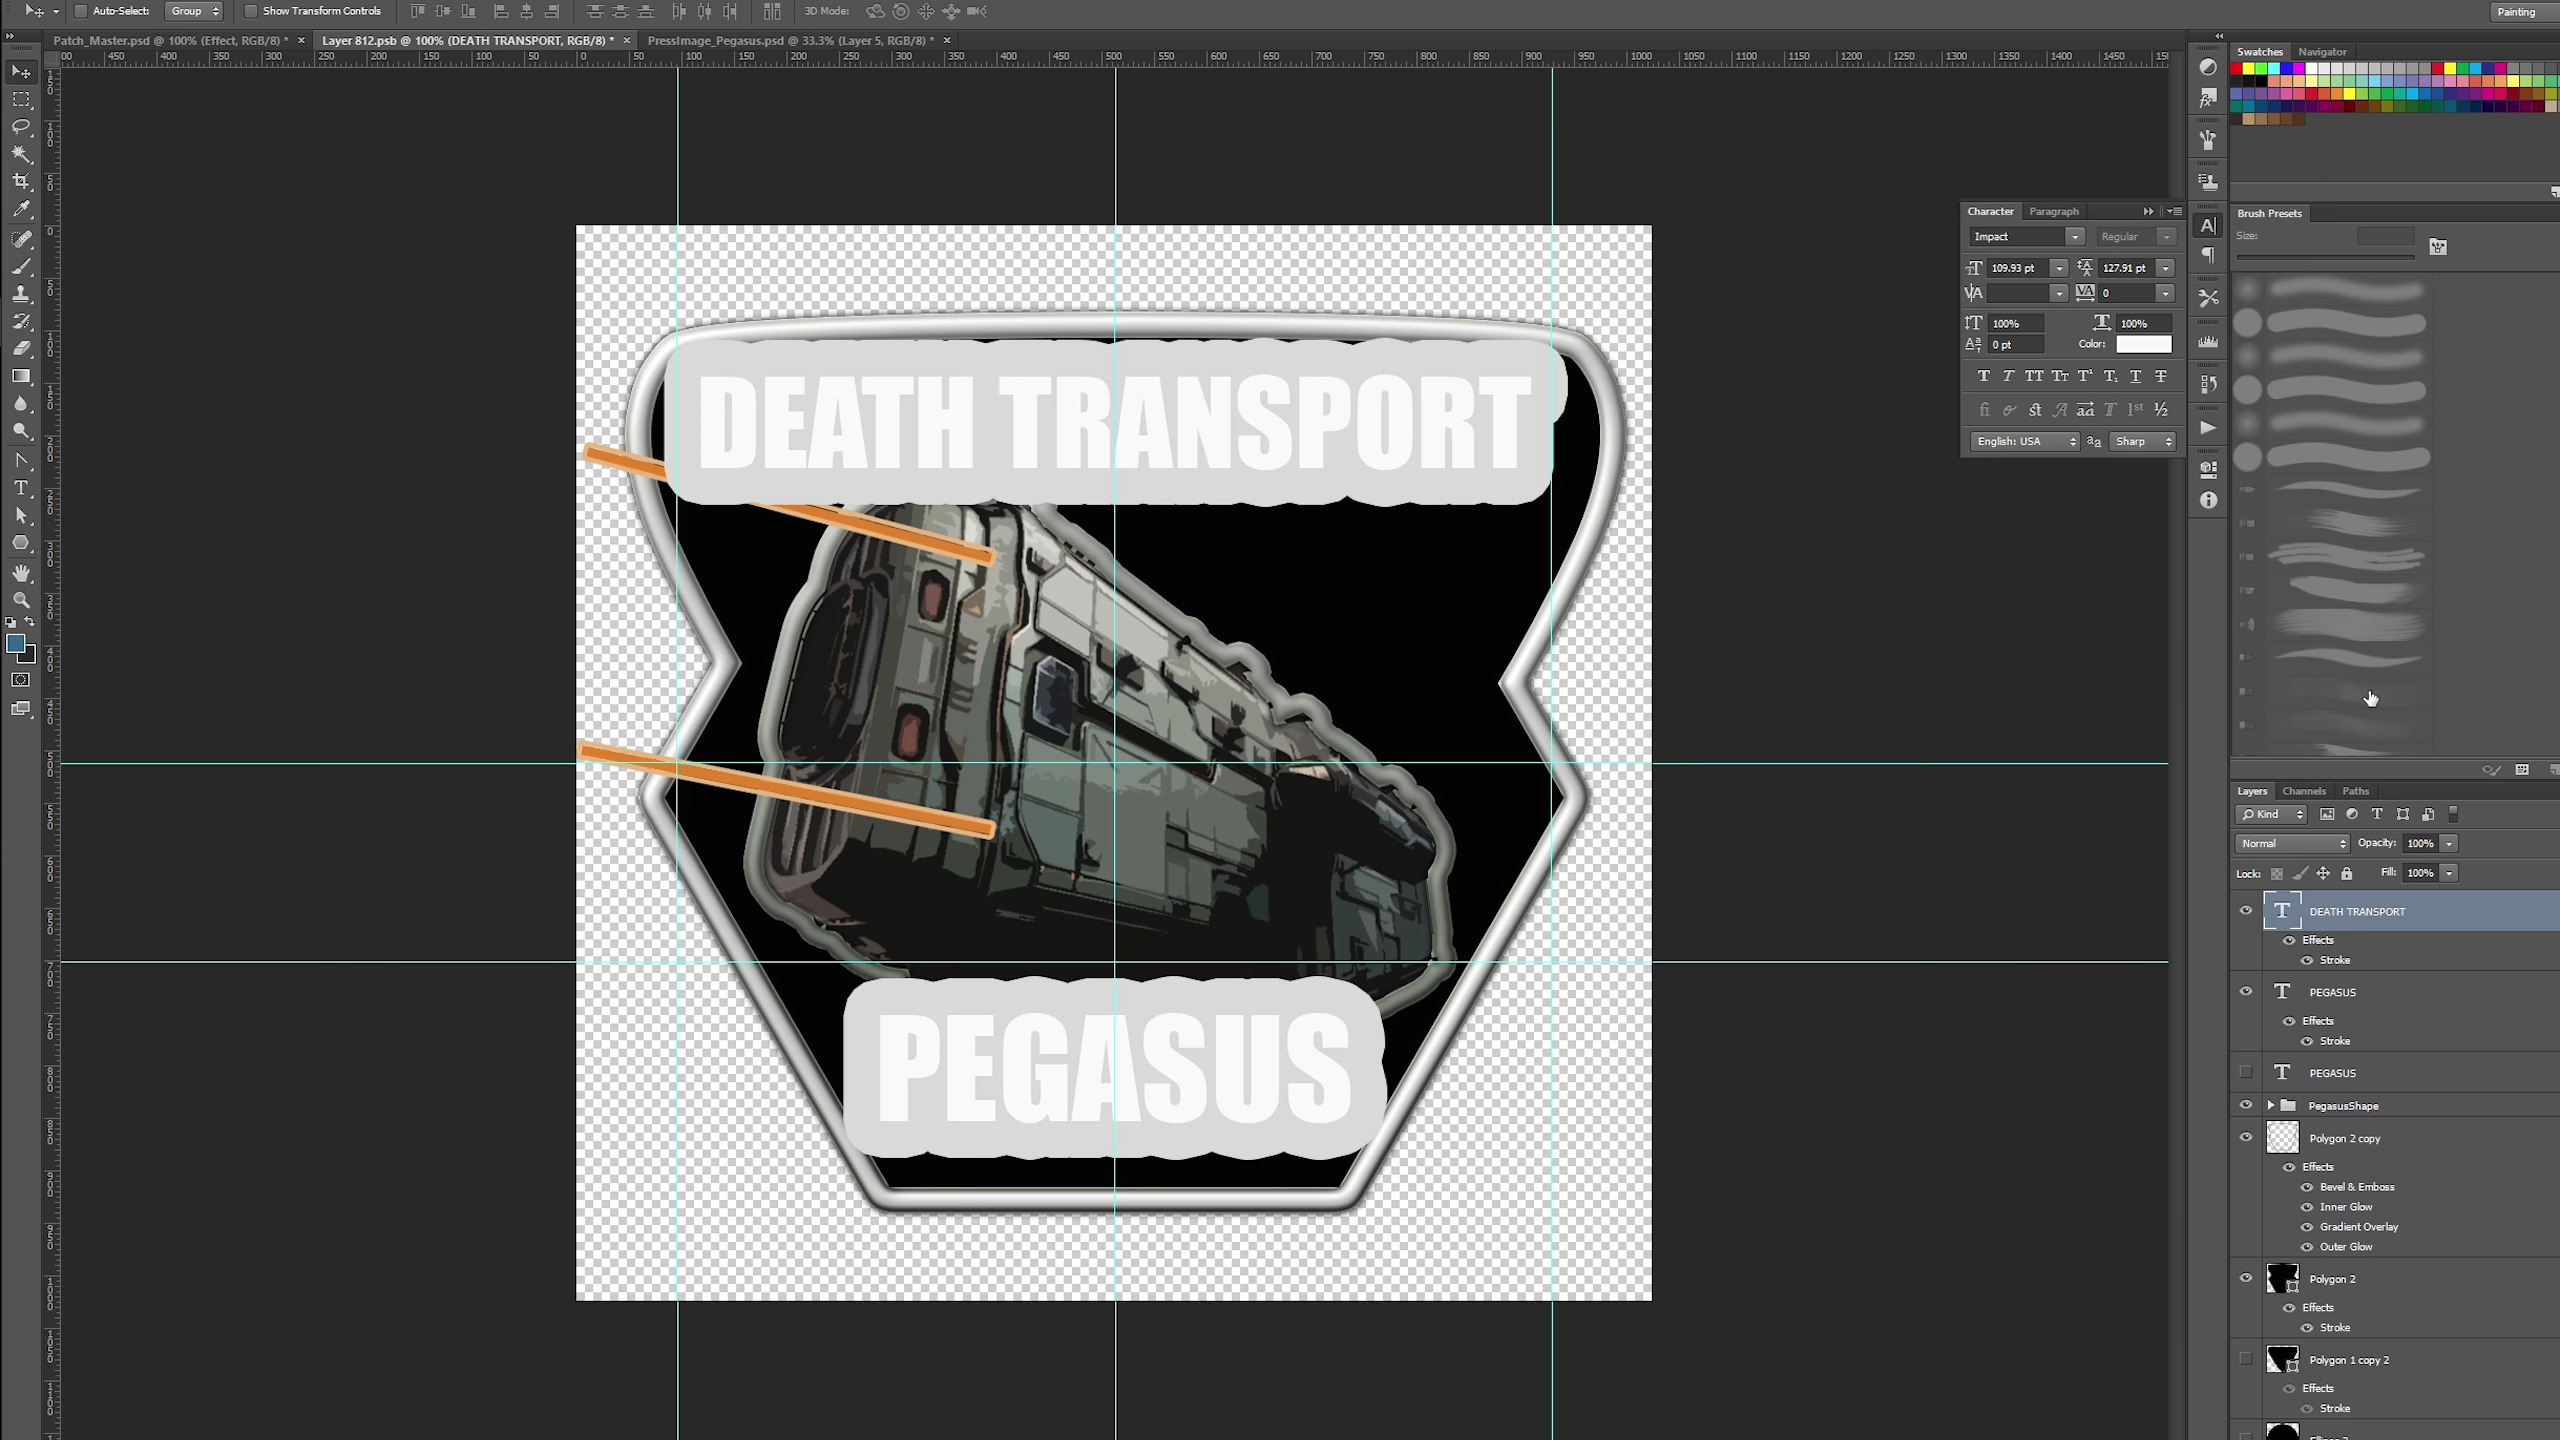 Auto-Select: Group Show Transform Controls 3D Mode: Painting
Patch_Master.psd @ 100% (Effect, RGB/8) * × Layer 812.psb @ 100% (DEATH TRANSPORT, RGB/8) * × PressImage_Pegasus.psd @ 33.3% (Layer 5, RGB/8) * ×
Swatches Navigator
Character Paragraph
Impact Regular
109.93 pt 127.91 pt
0
100% 100%
0 pt Color:
English: USA Sharp
Brush Presets
Size:
DEATH TRANSPORT
PEGASUS
Layers Channels Paths
Kind
Normal Opacity: 100%
Lock: Fill: 100%
DEATH TRANSPORT
Effects
Stroke
PEGASUS
Effects
Stroke
PEGASUS
PegasusShape
Polygon 2 copy
Effects
Bevel & Emboss
Inner Glow
Gradient Overlay
Outer Glow
Polygon 2
Effects
Stroke
Polygon 1 copy 2
Effects
Stroke